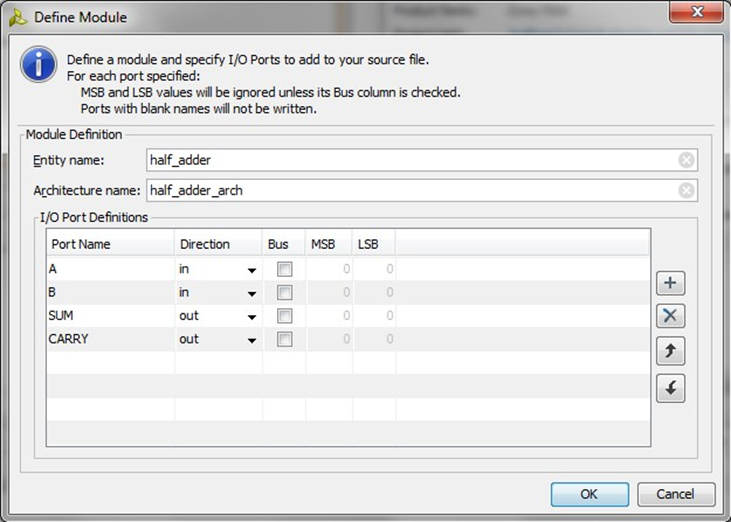 Define Module
Define a module and specify I/O Ports to add to your source file.
For each port specified:
MSB and LSB values will be ignored unless its Bus column is checked.
Ports with blank names will not be written.
Module Definition
Entity name: half_adder
Architecture name: half_adder_arch
I/O Port Definitions
Port Name Direction Bus MSB LSB
A in 0 0
B in 0 0
SUM out 0 0
CARRY out 0 0
OK Cancel